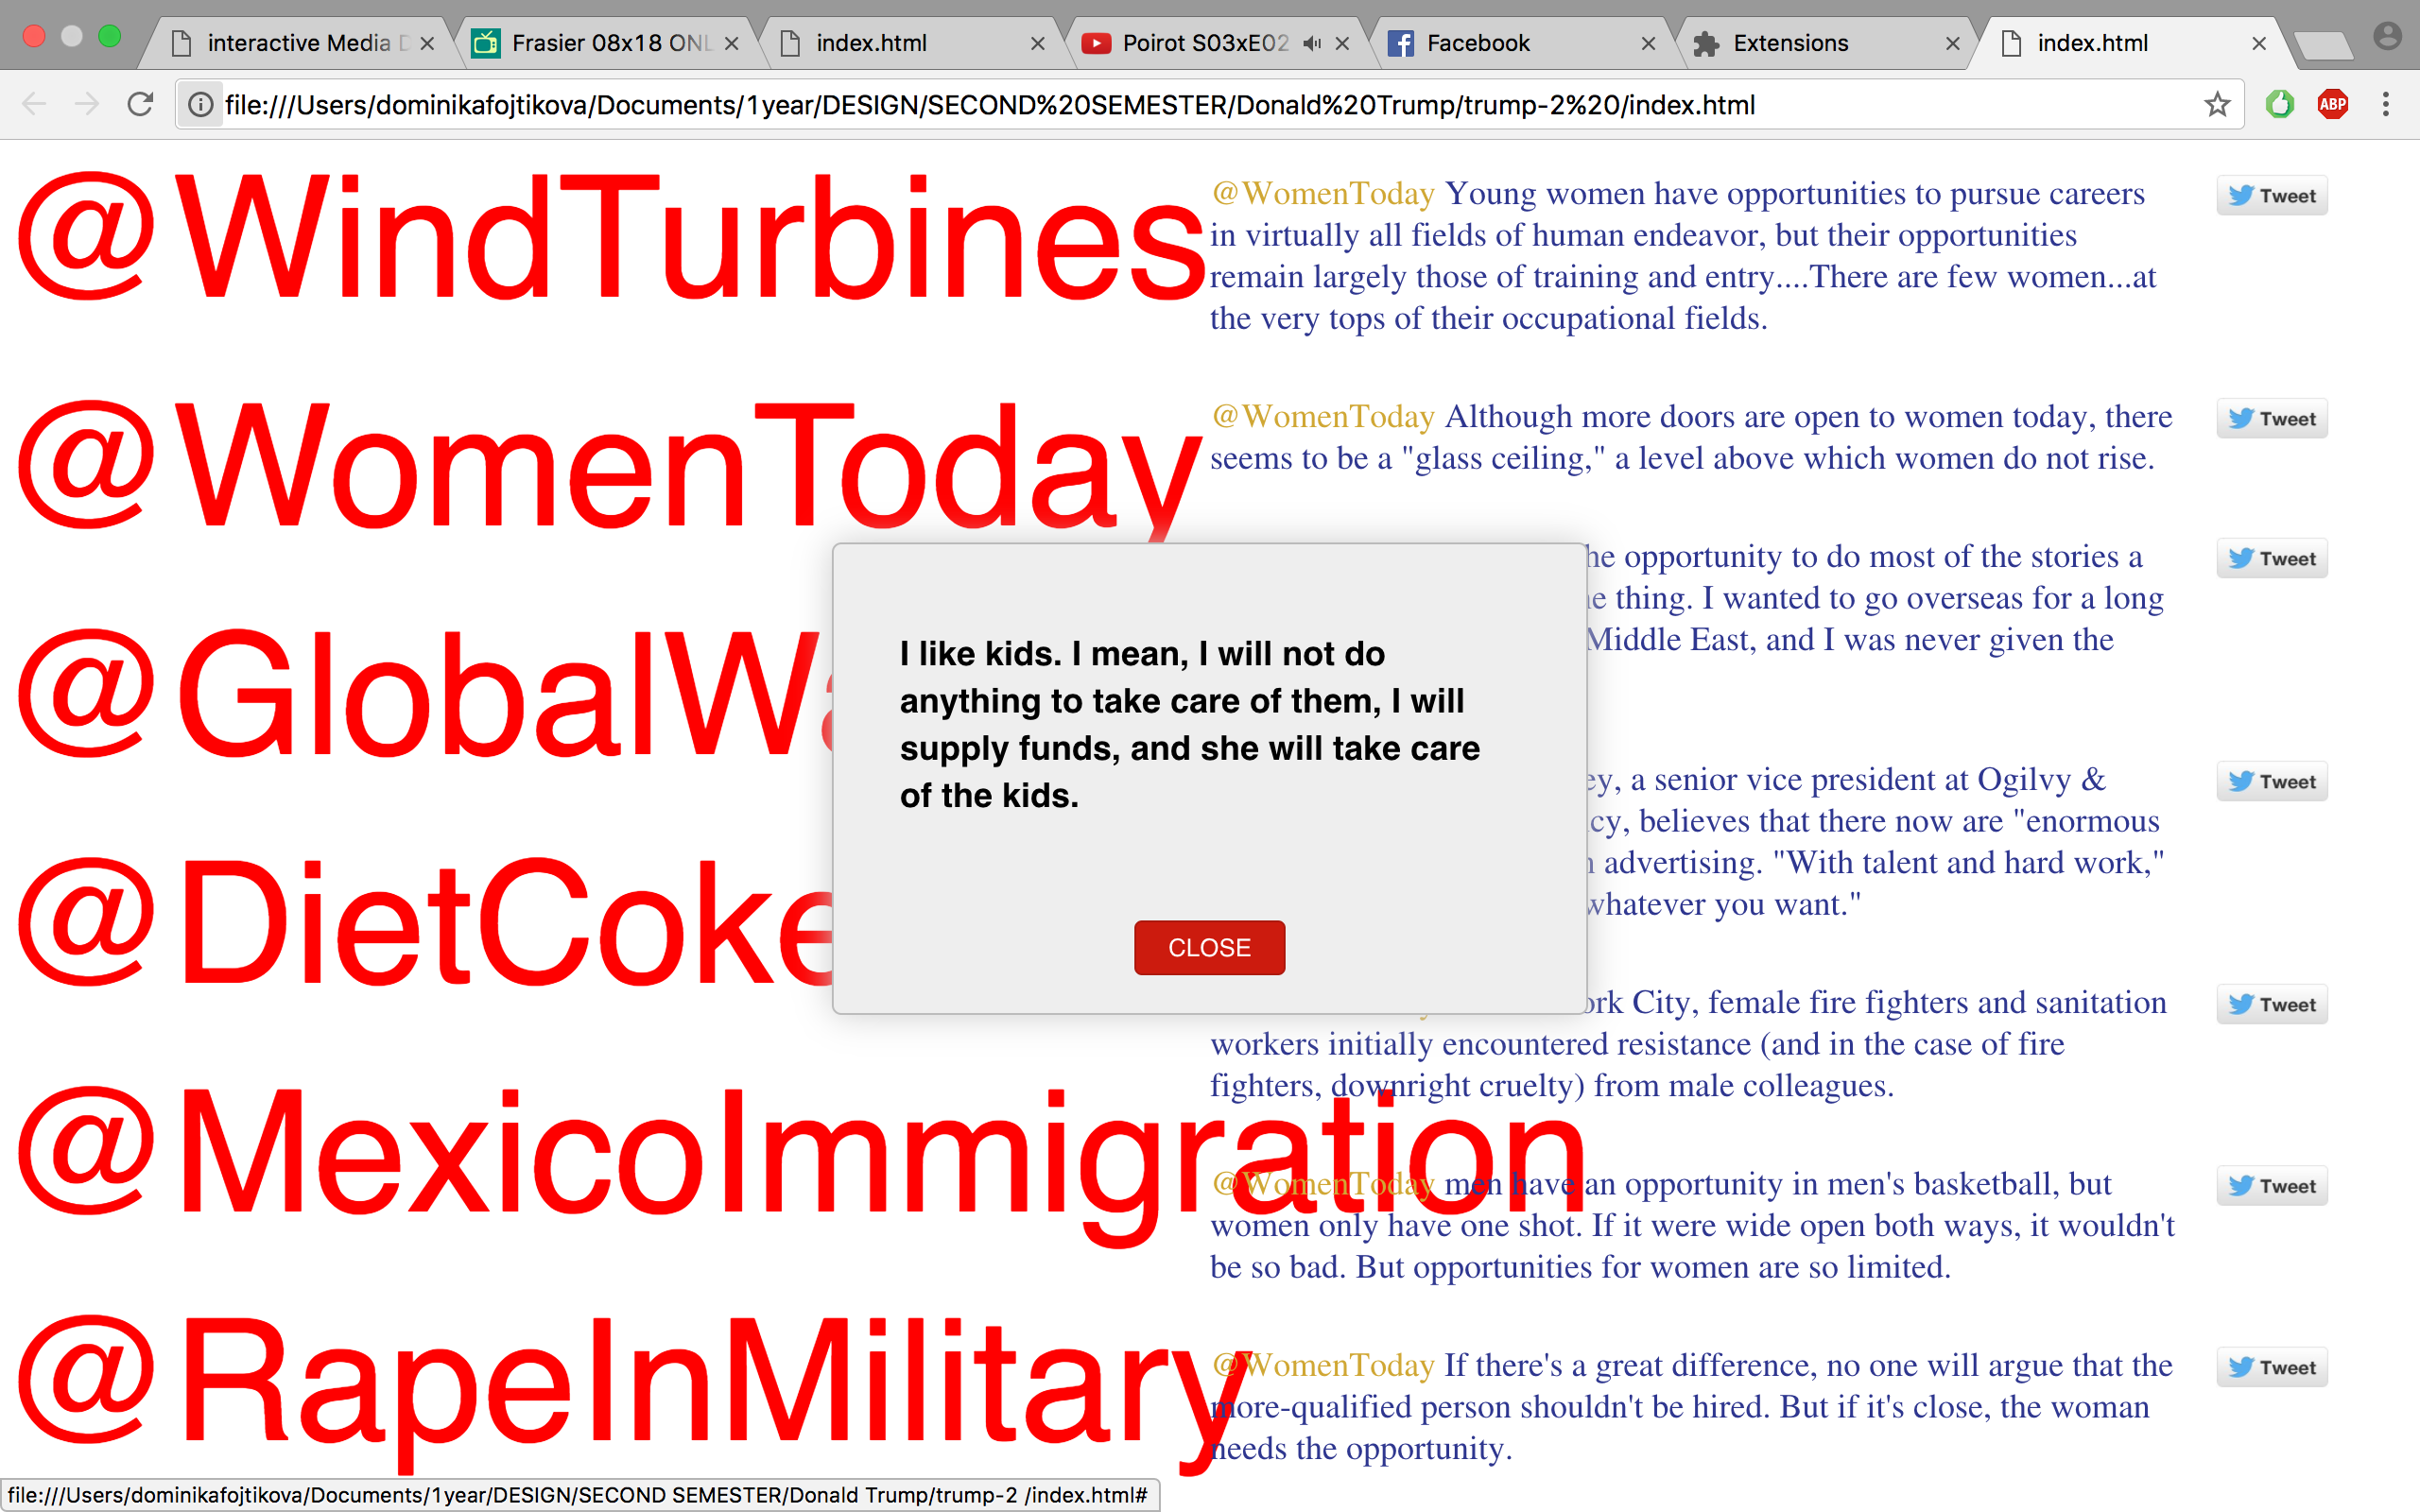 interactive Media D
Frasier 08x18 ONL
index.html
Poirot S03xE02
Facebook
Extensions
index.html
file:///Users/dominikafojtikova/Documents/1year/DESIGN/SECOND%20SEMESTER/Donald%20Trump/trump-2%20/index.html
ABP
@WindTurbines
@WomenToday
@GlobalWa
@DietCoke
@MexicoImmigration
@RapeInMilitary
@WomenToday Young women have opportunities to pursue careers
in virtually all fields of human endeavor, but their opportunities
remain largely those of training and entry....There are few women...at
the very tops of their occupational fields.
Tweet
@WomenToday Although more doors are open to women today, there
seems to be a "glass ceiling," a level above which women do not rise.
Tweet
he opportunity to do most of the stories a
thing. I wanted to go overseas for a long
Middle East, and I was never given the
Tweet
ey, a senior vice president at Ogilvy &
cy, believes that there now are "enormous
advertising. "With talent and hard work,"
whatever you want."
Tweet
ork City, female fire fighters and sanitation
workers initially encountered resistance (and in the case of fire
fighters, downright cruelty) from male colleagues.
Tweet
@WomenToday men have an opportunity in men's basketball, but
women only have one shot. If it were wide open both ways, it wouldn't
be so bad. But opportunities for women are so limited.
Tweet
@WomenToday If there's a great difference, no one will argue that the
more-qualified person shouldn't be hired. But if it's close, the woman
needs the opportunity.
Tweet
I like kids. I mean, I will not do
anything to take care of them, I will
supply funds, and she will take care
of the kids.
CLOSE
file:///Users/dominikafojtikova/Documents/1year/DESIGN/SECOND SEMESTER/Donald Trump/trump-2 /index.html#